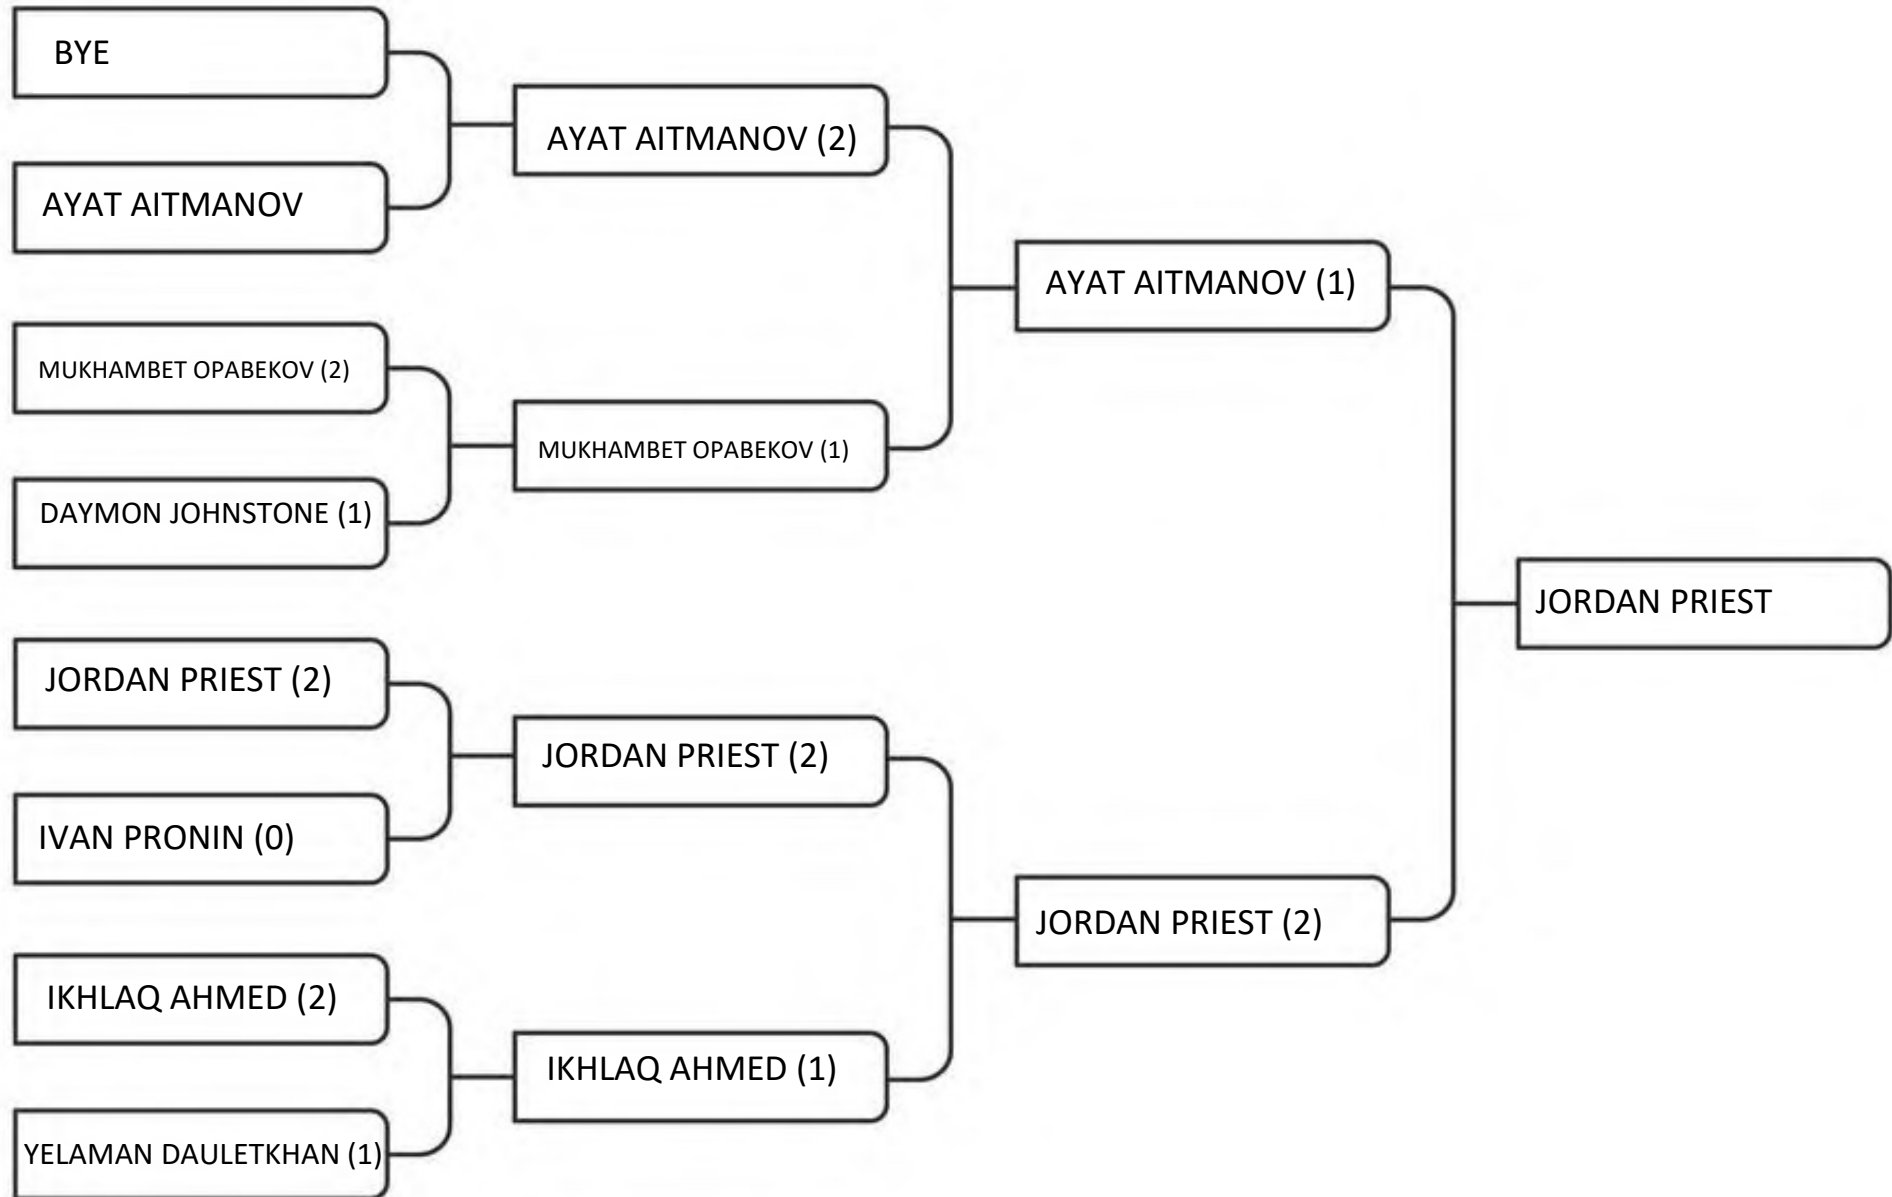 BYE
AYAT AITMANOV
MUKHAMBET OPABEKOV (2)
DAYMON JOHNSTONE (1)
JORDAN PRIEST (2)
IVAN PRONIN (0)
IKHLAQ AHMED (2)
YELAMAN DAULETKHAN (1)
AYAT AITMANOV (2)
MUKHAMBET OPABEKOV (1)
JORDAN PRIEST (2)
IKHLAQ AHMED (1)
AYAT AITMANOV (1)
JORDAN PRIEST (2)
JORDAN PRIEST